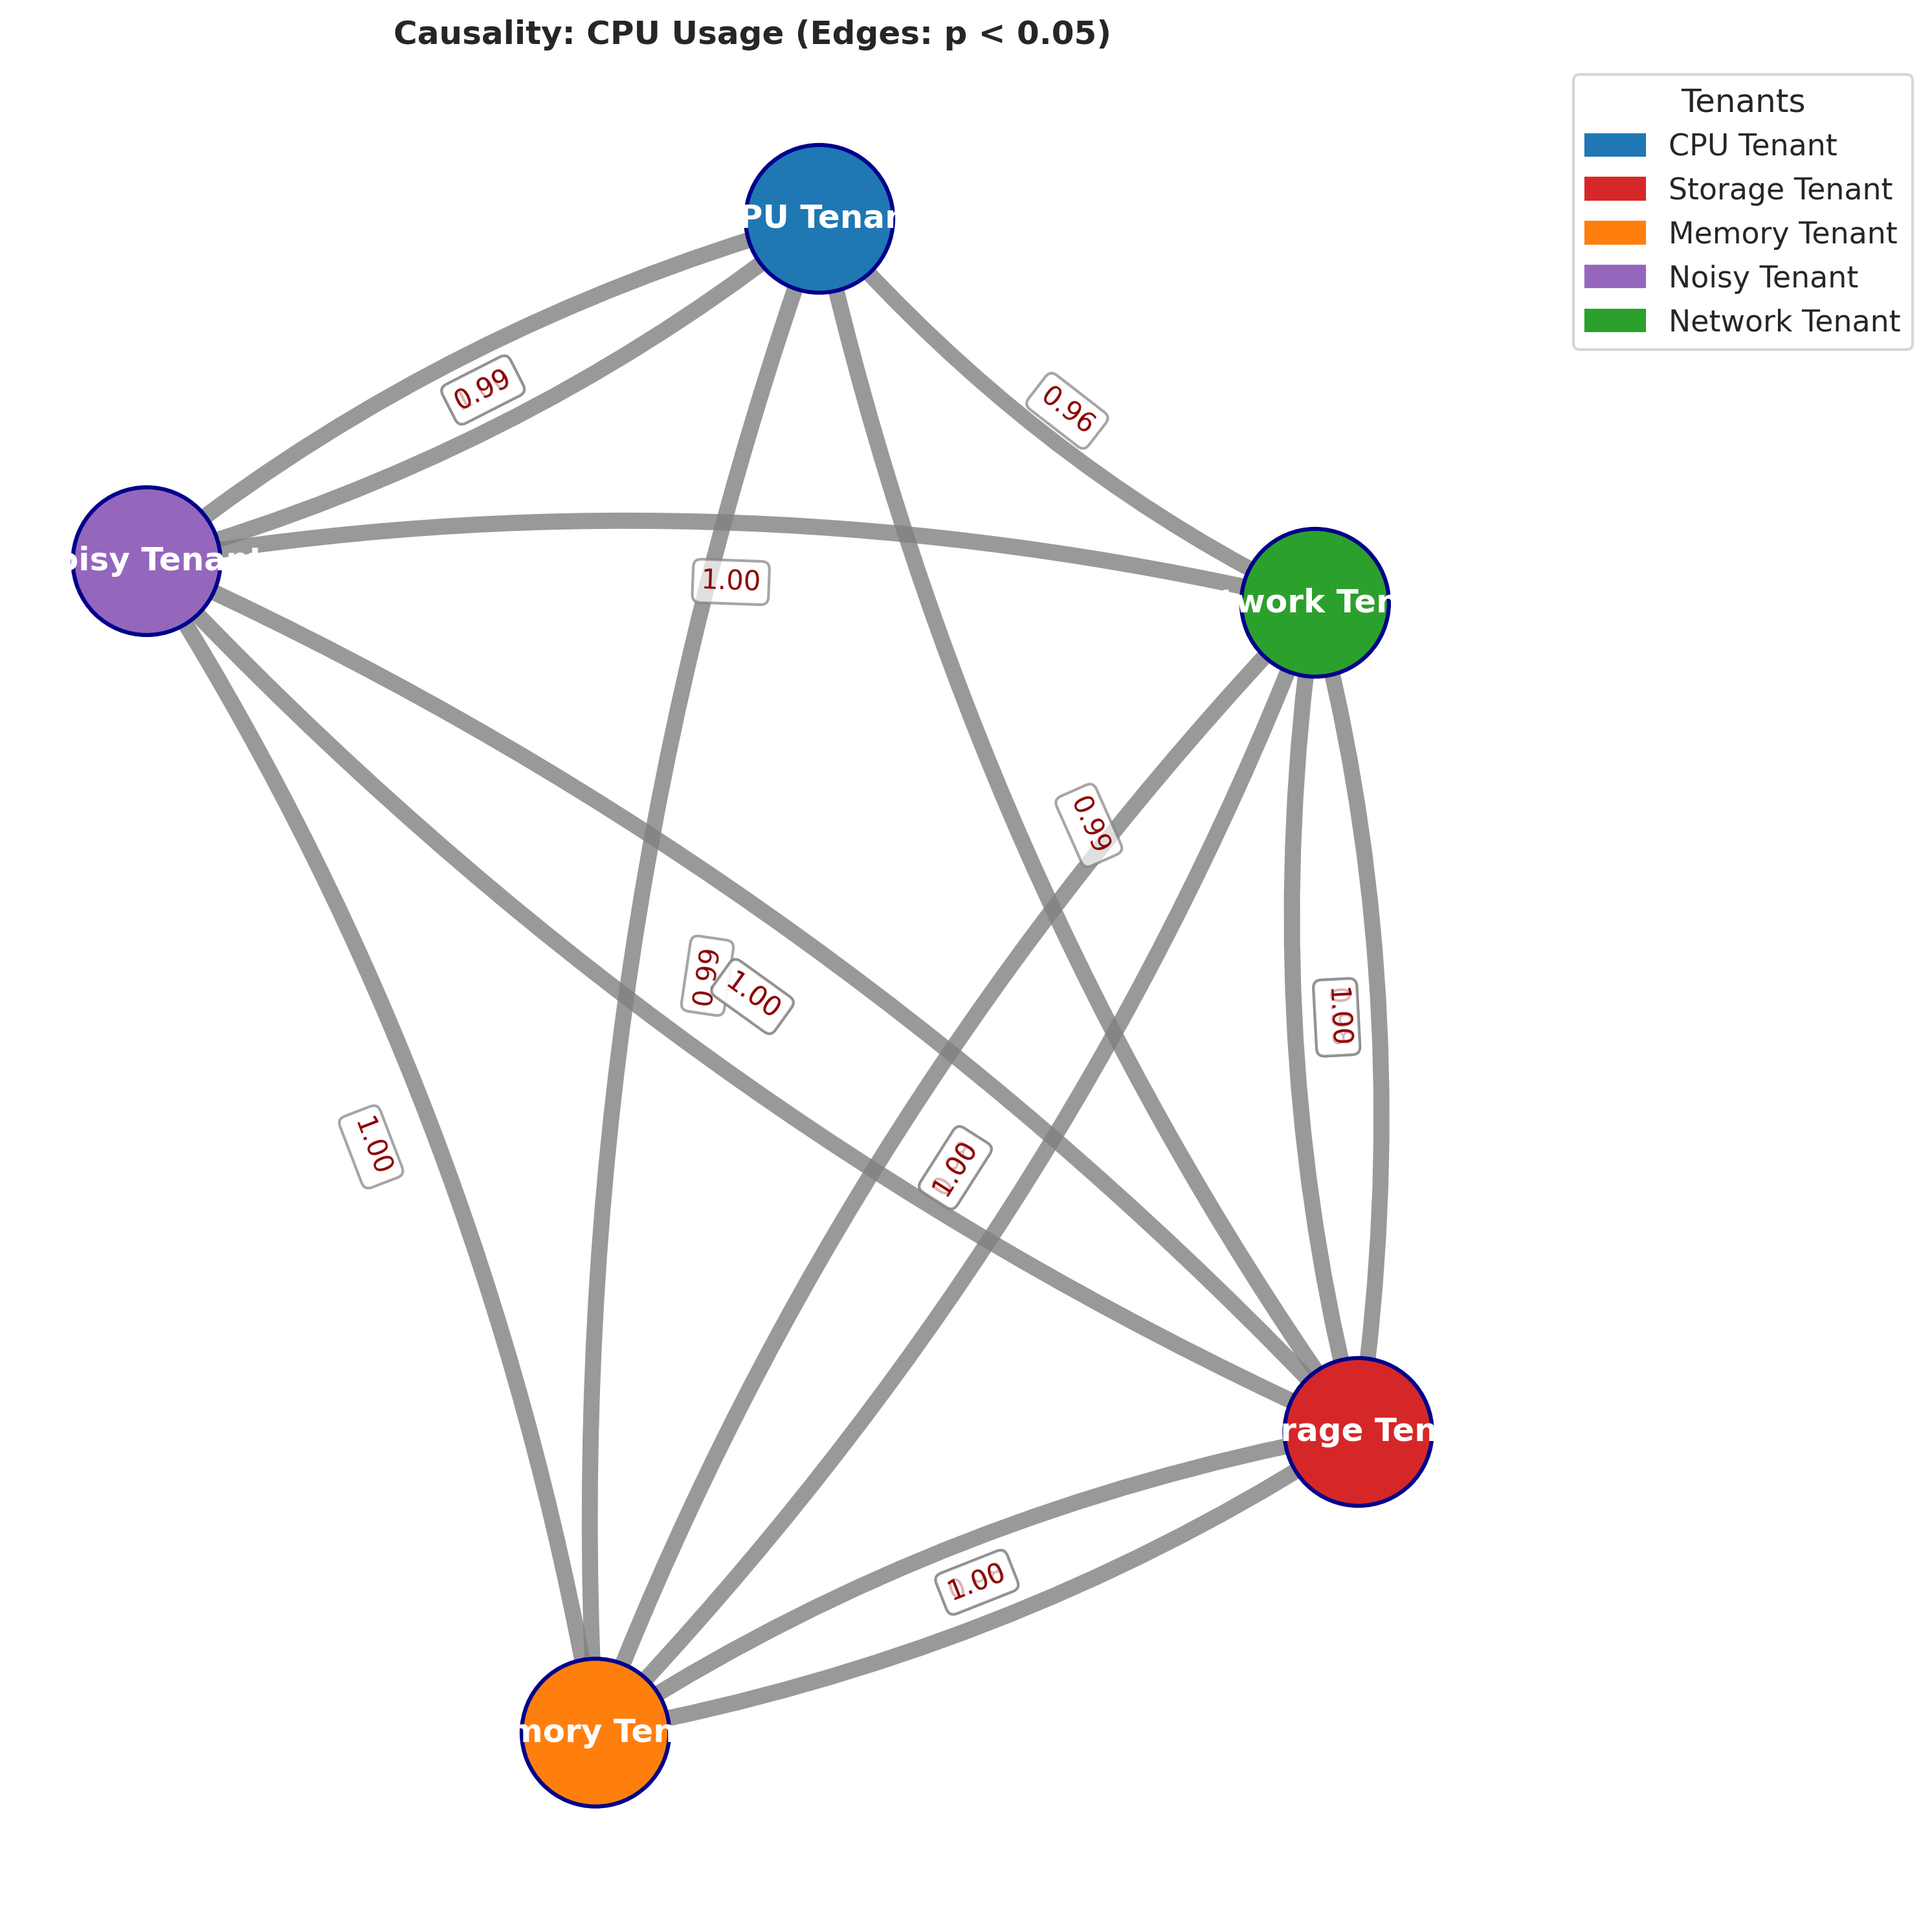 Causality: CPU Usage (Edges: p < 0.05)
Tenants
CPU Tenant
Storage Tenant
Memory Tenant
Noisy Tenant
Network Tenant
PU Tenan
0.99
0.96
oisy Tenant
1.00
work Ten
0.99
0.99
1.00
1.00
1.00
1.00
rage Ten
1.00
mory Ten